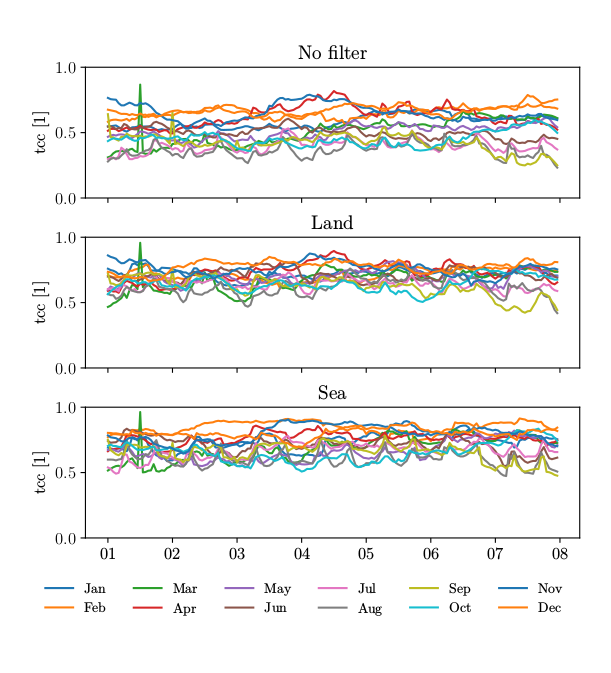 No filter
1.0
tcc [1]
0.5
0.0
Land
1.0
tcc [1]
0.5
0.0
Sea
1.0
tcc [1]
0.5
0.0
01 02 03 04 05 06 07 08
Jan Mar May Jul Sep Nov
Feb Apr Jun Aug Oct Dec